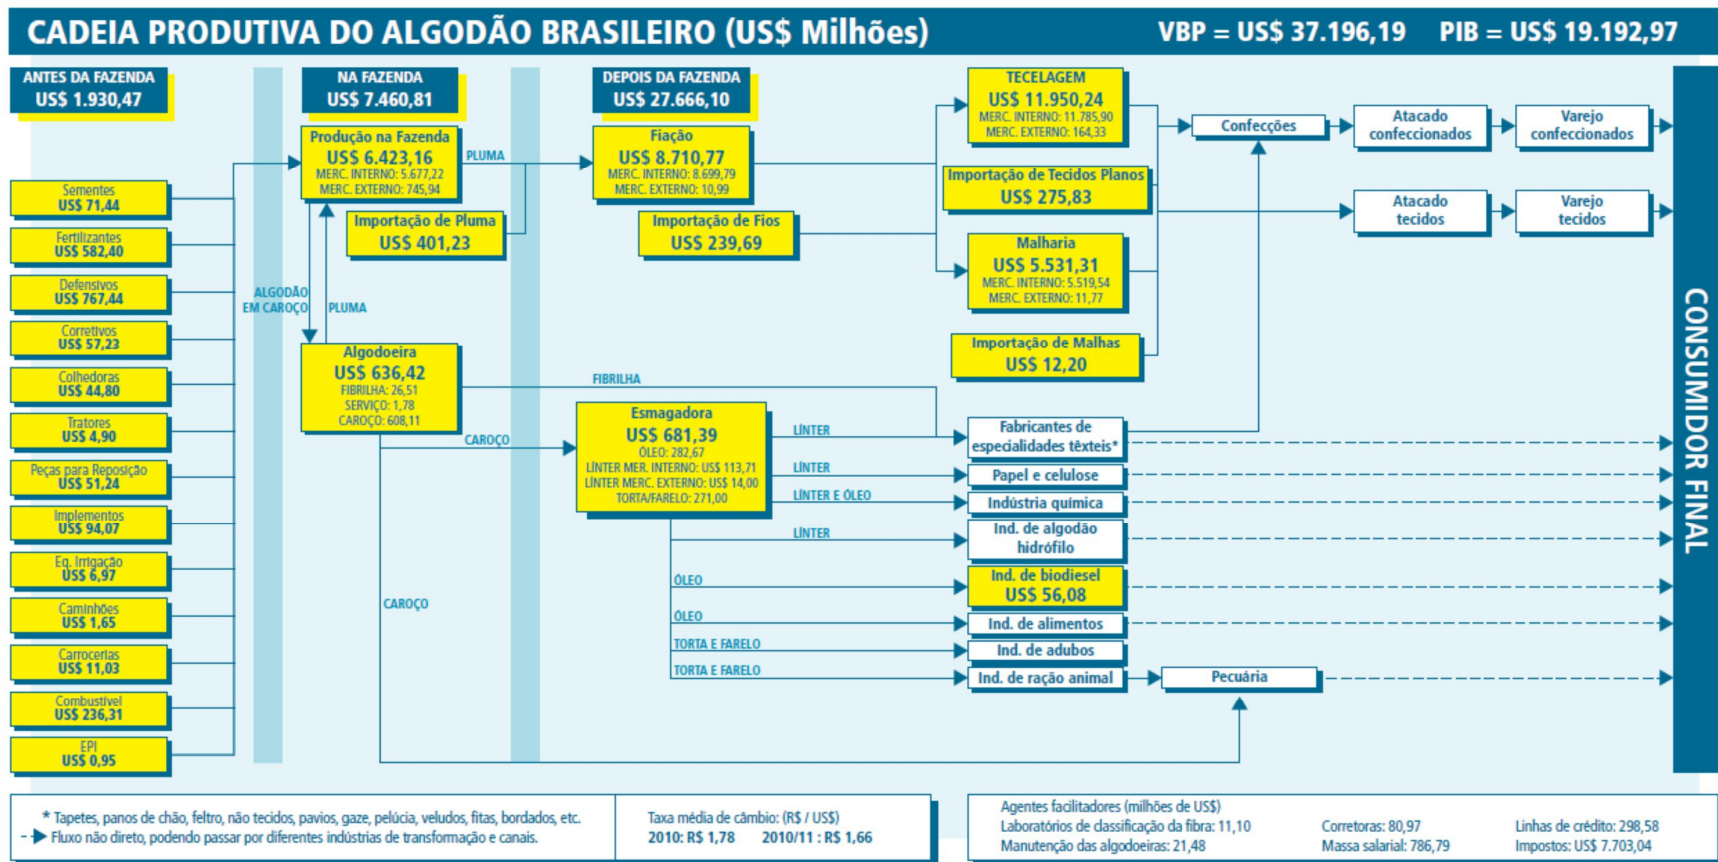 CADEIA PRODUTIVA DO ALGODÃO BRASILEIRO (US$ Milhões)
VBP = US$ 37.196,19
PIB = US$ 19.192,97
ANTES DA FAZENDA
US$ 1.930,47
Sementes
US$ 71,44
Fertilizantes
US$ 582,40
Defensivos
US$ 767,44
Corretivos
US$ 57,23
Colhedoras
US$ 44,80
Tratores
US$ 4,90
Peças para Reposição
US$ 51,24
Implementos
US$ 94,07
Eq. Irrigação
US$ 6,97
Caminhões
US$ 1,65
Carrocerias
US$ 11,03
Combustível
US$ 236,31
EPI
US$ 0,95
NA FAZENDA
US$ 7.460,81
Produção na Fazenda
US$ 6.423,16
MERC. INTERNO: 5.677,22
MERC. EXTERNO: 745,94
PLUMA
Importação de Pluma
US$ 401,23
ALGODÃO
EM CAROÇO
PLUMA
Algodoeira
US$ 636,42
FIBRILHA: 26,51
SERVIÇO: 1,78
CAROÇO: 608,11
FIBRILHA
CAROÇO
CAROÇO
DEPOIS DA FAZENDA
US$ 27.666,10
Fiação
US$ 8.710,77
MERC. INTERNO: 8.699,79
MERC. EXTERNO: 10,99
Importação de Fios
US$ 239,69
Esmagadora
US$ 681,39
ÓLEO: 282,67
LÍNTER MER. INTERNO: US$ 113,71
LÍNTER MERC. EXTERNO: US$ 14,00
TORTA/FARELO: 271,00
LÍNTER
LÍNTER
LÍNTER E ÓLEO
LÍNTER
ÓLEO
ÓLEO
TORTA E FARELO
TORTA E FARELO
TECELAGEM
US$ 11.950,24
MERC. INTERNO: 11.785,90
MERC. EXTERNO: 164,33
Importação de Tecidos Planos
US$ 275,83
Malharia
US$ 5.531,31
MERC. INTERNO: 5.519,54
MERC. EXTERNO: 11,77
Importação de Malhas
US$ 12,20
Fabricantes de
especialidades têxteis*
Papel e celulose
Indústria química
Ind. de algodão
hidrófilo
Ind. de biodiesel
US$ 56,08
Ind. de alimentos
Ind. de adubos
Ind. de ração animal
Pecuária
Confecções
Atacado
confeccionados
Varejo
confeccionados
Atacado
tecidos
Varejo
tecidos
CONSUMIDOR FINAL
* Tapetes, panos de chão, feltro, não tecidos, pavios, gaze, pelúcia, veludos, fitas, bordados, etc.
Fluxo não direto, podendo passar por diferentes indústrias de transformação e canais.
Taxa média de câmbio: (R$ / US$)
2010: R$ 1,78 2010/11 : R$ 1,66
Agentes facilitadores (milhões de US$)
Laboratórios de classificação da fibra: 11,10
Manutenção das algodoeiras: 21,48
Corretoras: 80,97
Massa salarial: 786,79
Linhas de crédito: 298,58
Impostos: US$ 7.703,04